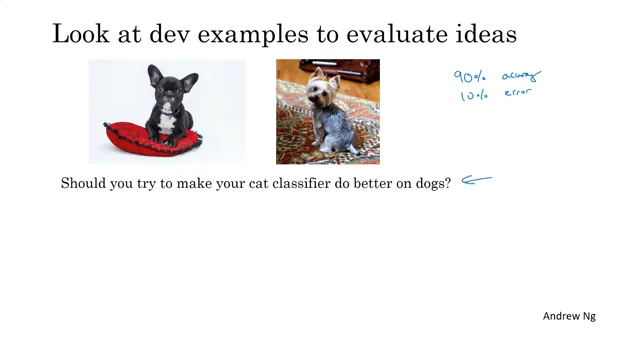 Look at dev examples to evaluate ideas
90% accuracy
10% error
Should you try to make your cat classifier do better on dogs?
Andrew Ng